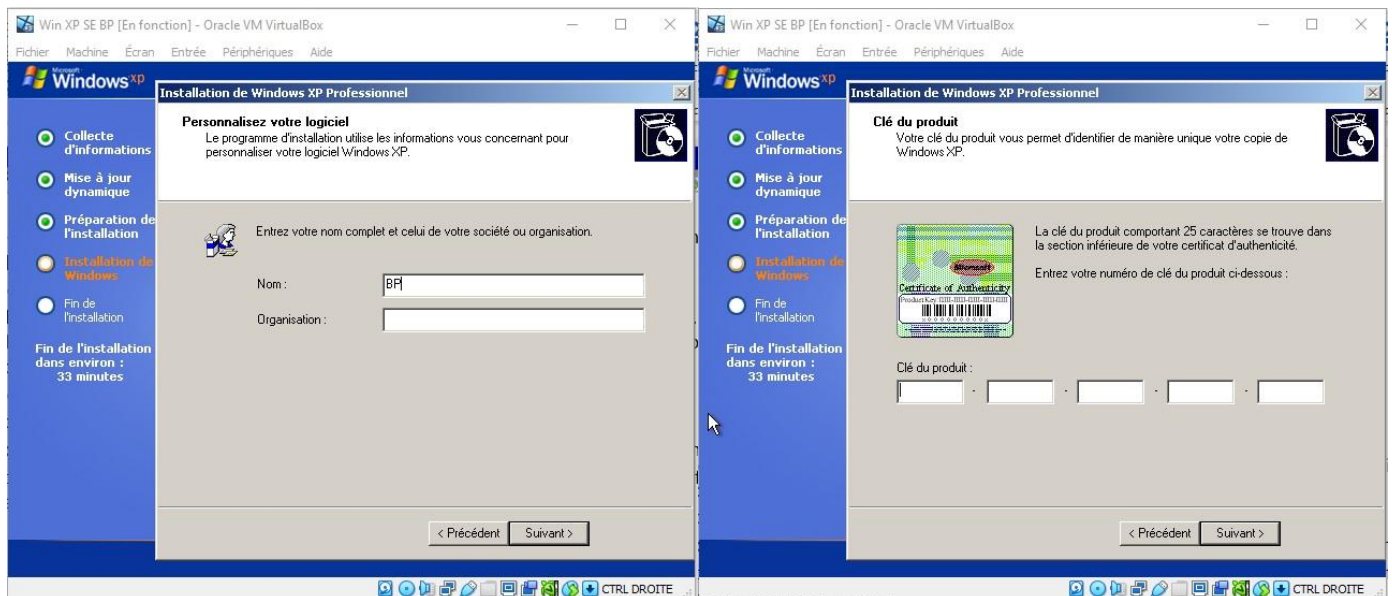 Win XP SE BP [En fonction] - Oracle VM VirtualBox
Fichier Machine Écran Entrée Périphériques Aide
Microsoft
Windows xp
Installation de Windows XP Professionnel
Personnalisez votre logiciel
Le programme d'installation utilise les informations vous concernant pour
personnaliser votre logiciel Windows XP.
Collecte
d'informations
Mise à jour
dynamique
Préparation de
l'installation
Installation de
Windows
Fin de
l'installation
Fin de l'installation
dans environ :
33 minutes
Entrez votre nom complet et celui de votre société ou organisation.
Nom : BP
Organisation :
< Précédent Suivant >
CTRL DROITE
Win XP SE BP [En fonction] - Oracle VM VirtualBox
Fichier Machine Écran Entrée Périphériques Aide
Microsoft
Windows xp
Installation de Windows XP Professionnel
Clé du produit
Votre clé du produit vous permet d'identifier de manière unique votre copie de
Windows XP.
Collecte
d'informations
Mise à jour
dynamique
Préparation de
l'installation
Installation de
Windows
Fin de
l'installation
Fin de l'installation
dans environ :
33 minutes
Microsoft
Certificate of Authenticity
Product Key
La clé du produit comportant 25 caractères se trouve dans
la section inférieure de votre certificat d'authenticité.
Entrez votre numéro de clé du produit ci-dessous :
Clé du produit :
- - - -
< Précédent Suivant >
CTRL DROITE